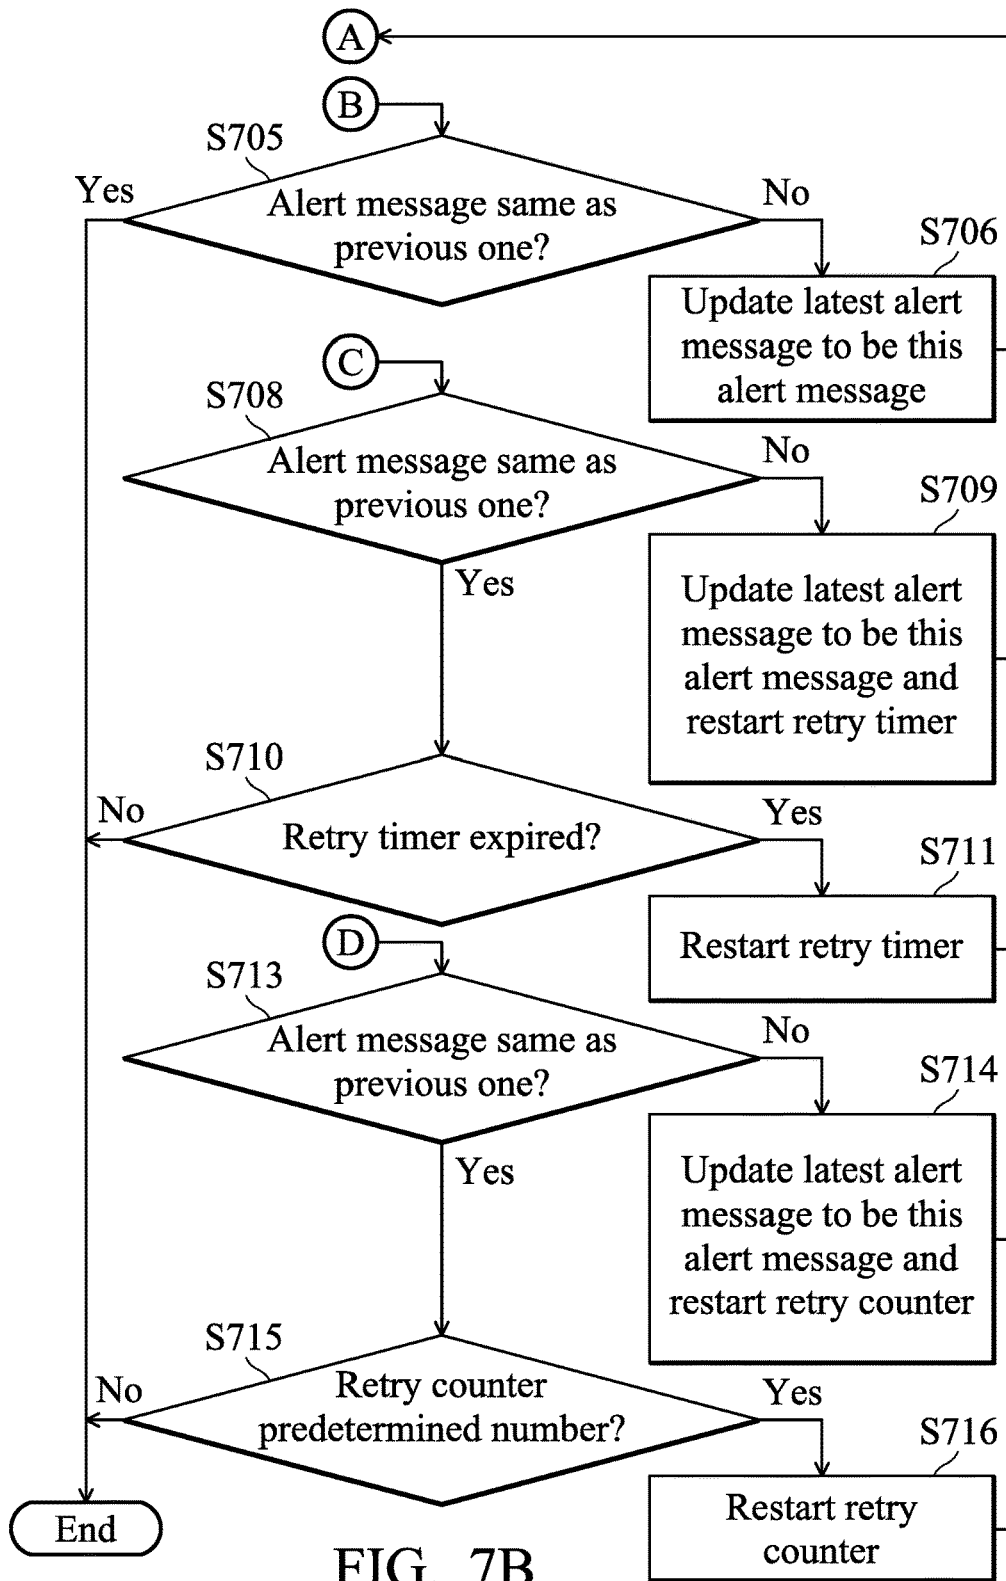 A
B
S705
Yes
Alert message same as
previous one?
No
S706
Update latest alert
message to be this
alert message
C
S708
Alert message same as
previous one?
No
Yes
S709
Update latest alert
message to be this
alert message and
restart retry timer
S710
No
Retry timer expired?
Yes
S711
Restart retry timer
D
S713
Alert message same as
previous one?
No
Yes
S714
Update latest alert
message to be this
alert message and
restart retry counter
S715
No
Retry counter
predetermined number?
Yes
S716
Restart retry
counter
End
FIG. 7B